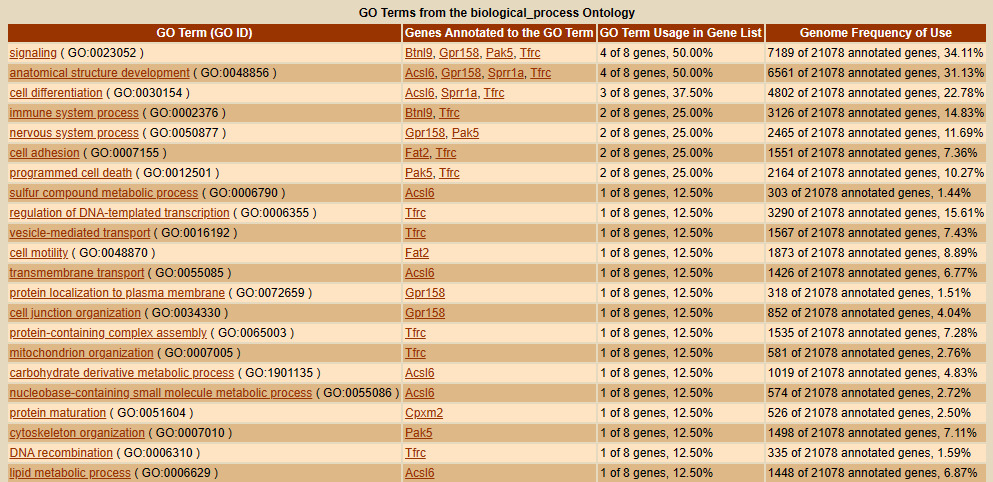 GO Terms from the biological_process Ontology
GO Term (GO ID) Genes Annotated to the GO Term GO Term Usage in Gene List Genome Frequency of Use
signaling ( GO:0023052 ) Btnl9, Gpr158, Pak5, Tfrc 4 of 8 genes, 50.00% 7189 of 21078 annotated genes, 34.11%
anatomical structure development ( GO:0048856 ) Acsl6, Gpr158, Sprr1a, Tfrc 4 of 8 genes, 50.00% 6561 of 21078 annotated genes, 31.13%
cell differentiation ( GO:0030154 ) Acsl6, Sprr1a, Tfrc 3 of 8 genes, 37.50% 4802 of 21078 annotated genes, 22.78%
immune system process ( GO:0002376 ) Btnl9, Tfrc 2 of 8 genes, 25.00% 3126 of 21078 annotated genes, 14.83%
nervous system process ( GO:0050877 ) Gpr158, Pak5 2 of 8 genes, 25.00% 2465 of 21078 annotated genes, 11.69%
cell adhesion ( GO:0007155 ) Fat2, Tfrc 2 of 8 genes, 25.00% 1551 of 21078 annotated genes, 7.36%
programmed cell death ( GO:0012501 ) Pak5, Tfrc 2 of 8 genes, 25.00% 2164 of 21078 annotated genes, 10.27%
sulfur compound metabolic process ( GO:0006790 ) Acsl6 1 of 8 genes, 12.50% 303 of 21078 annotated genes, 1.44%
regulation of DNA-templated transcription ( GO:0006355 ) Tfrc 1 of 8 genes, 12.50% 3290 of 21078 annotated genes, 15.61%
vesicle-mediated transport ( GO:0016192 ) Tfrc 1 of 8 genes, 12.50% 1567 of 21078 annotated genes, 7.43%
cell motility ( GO:0048870 ) Fat2 1 of 8 genes, 12.50% 1873 of 21078 annotated genes, 8.89%
transmembrane transport ( GO:0055085 ) Acsl6 1 of 8 genes, 12.50% 1426 of 21078 annotated genes, 6.77%
protein localization to plasma membrane ( GO:0072659 ) Gpr158 1 of 8 genes, 12.50% 318 of 21078 annotated genes, 1.51%
cell junction organization ( GO:0034330 ) Gpr158 1 of 8 genes, 12.50% 852 of 21078 annotated genes, 4.04%
protein-containing complex assembly ( GO:0065003 ) Tfrc 1 of 8 genes, 12.50% 1535 of 21078 annotated genes, 7.28%
mitochondrion organization ( GO:0007005 ) Tfrc 1 of 8 genes, 12.50% 581 of 21078 annotated genes, 2.76%
carbohydrate derivative metabolic process ( GO:1901135 ) Acsl6 1 of 8 genes, 12.50% 1019 of 21078 annotated genes, 4.83%
nucleobase-containing small molecule metabolic process ( GO:0055086 ) Acsl6 1 of 8 genes, 12.50% 574 of 21078 annotated genes, 2.72%
protein maturation ( GO:0051604 ) Cpxm2 1 of 8 genes, 12.50% 526 of 21078 annotated genes, 2.50%
cytoskeleton organization ( GO:0007010 ) Pak5 1 of 8 genes, 12.50% 1498 of 21078 annotated genes, 7.11%
DNA recombination ( GO:0006310 ) Tfrc 1 of 8 genes, 12.50% 335 of 21078 annotated genes, 1.59%
lipid metabolic process ( GO:0006629 ) Acsl6 1 of 8 genes, 12.50% 1448 of 21078 annotated genes, 6.87%